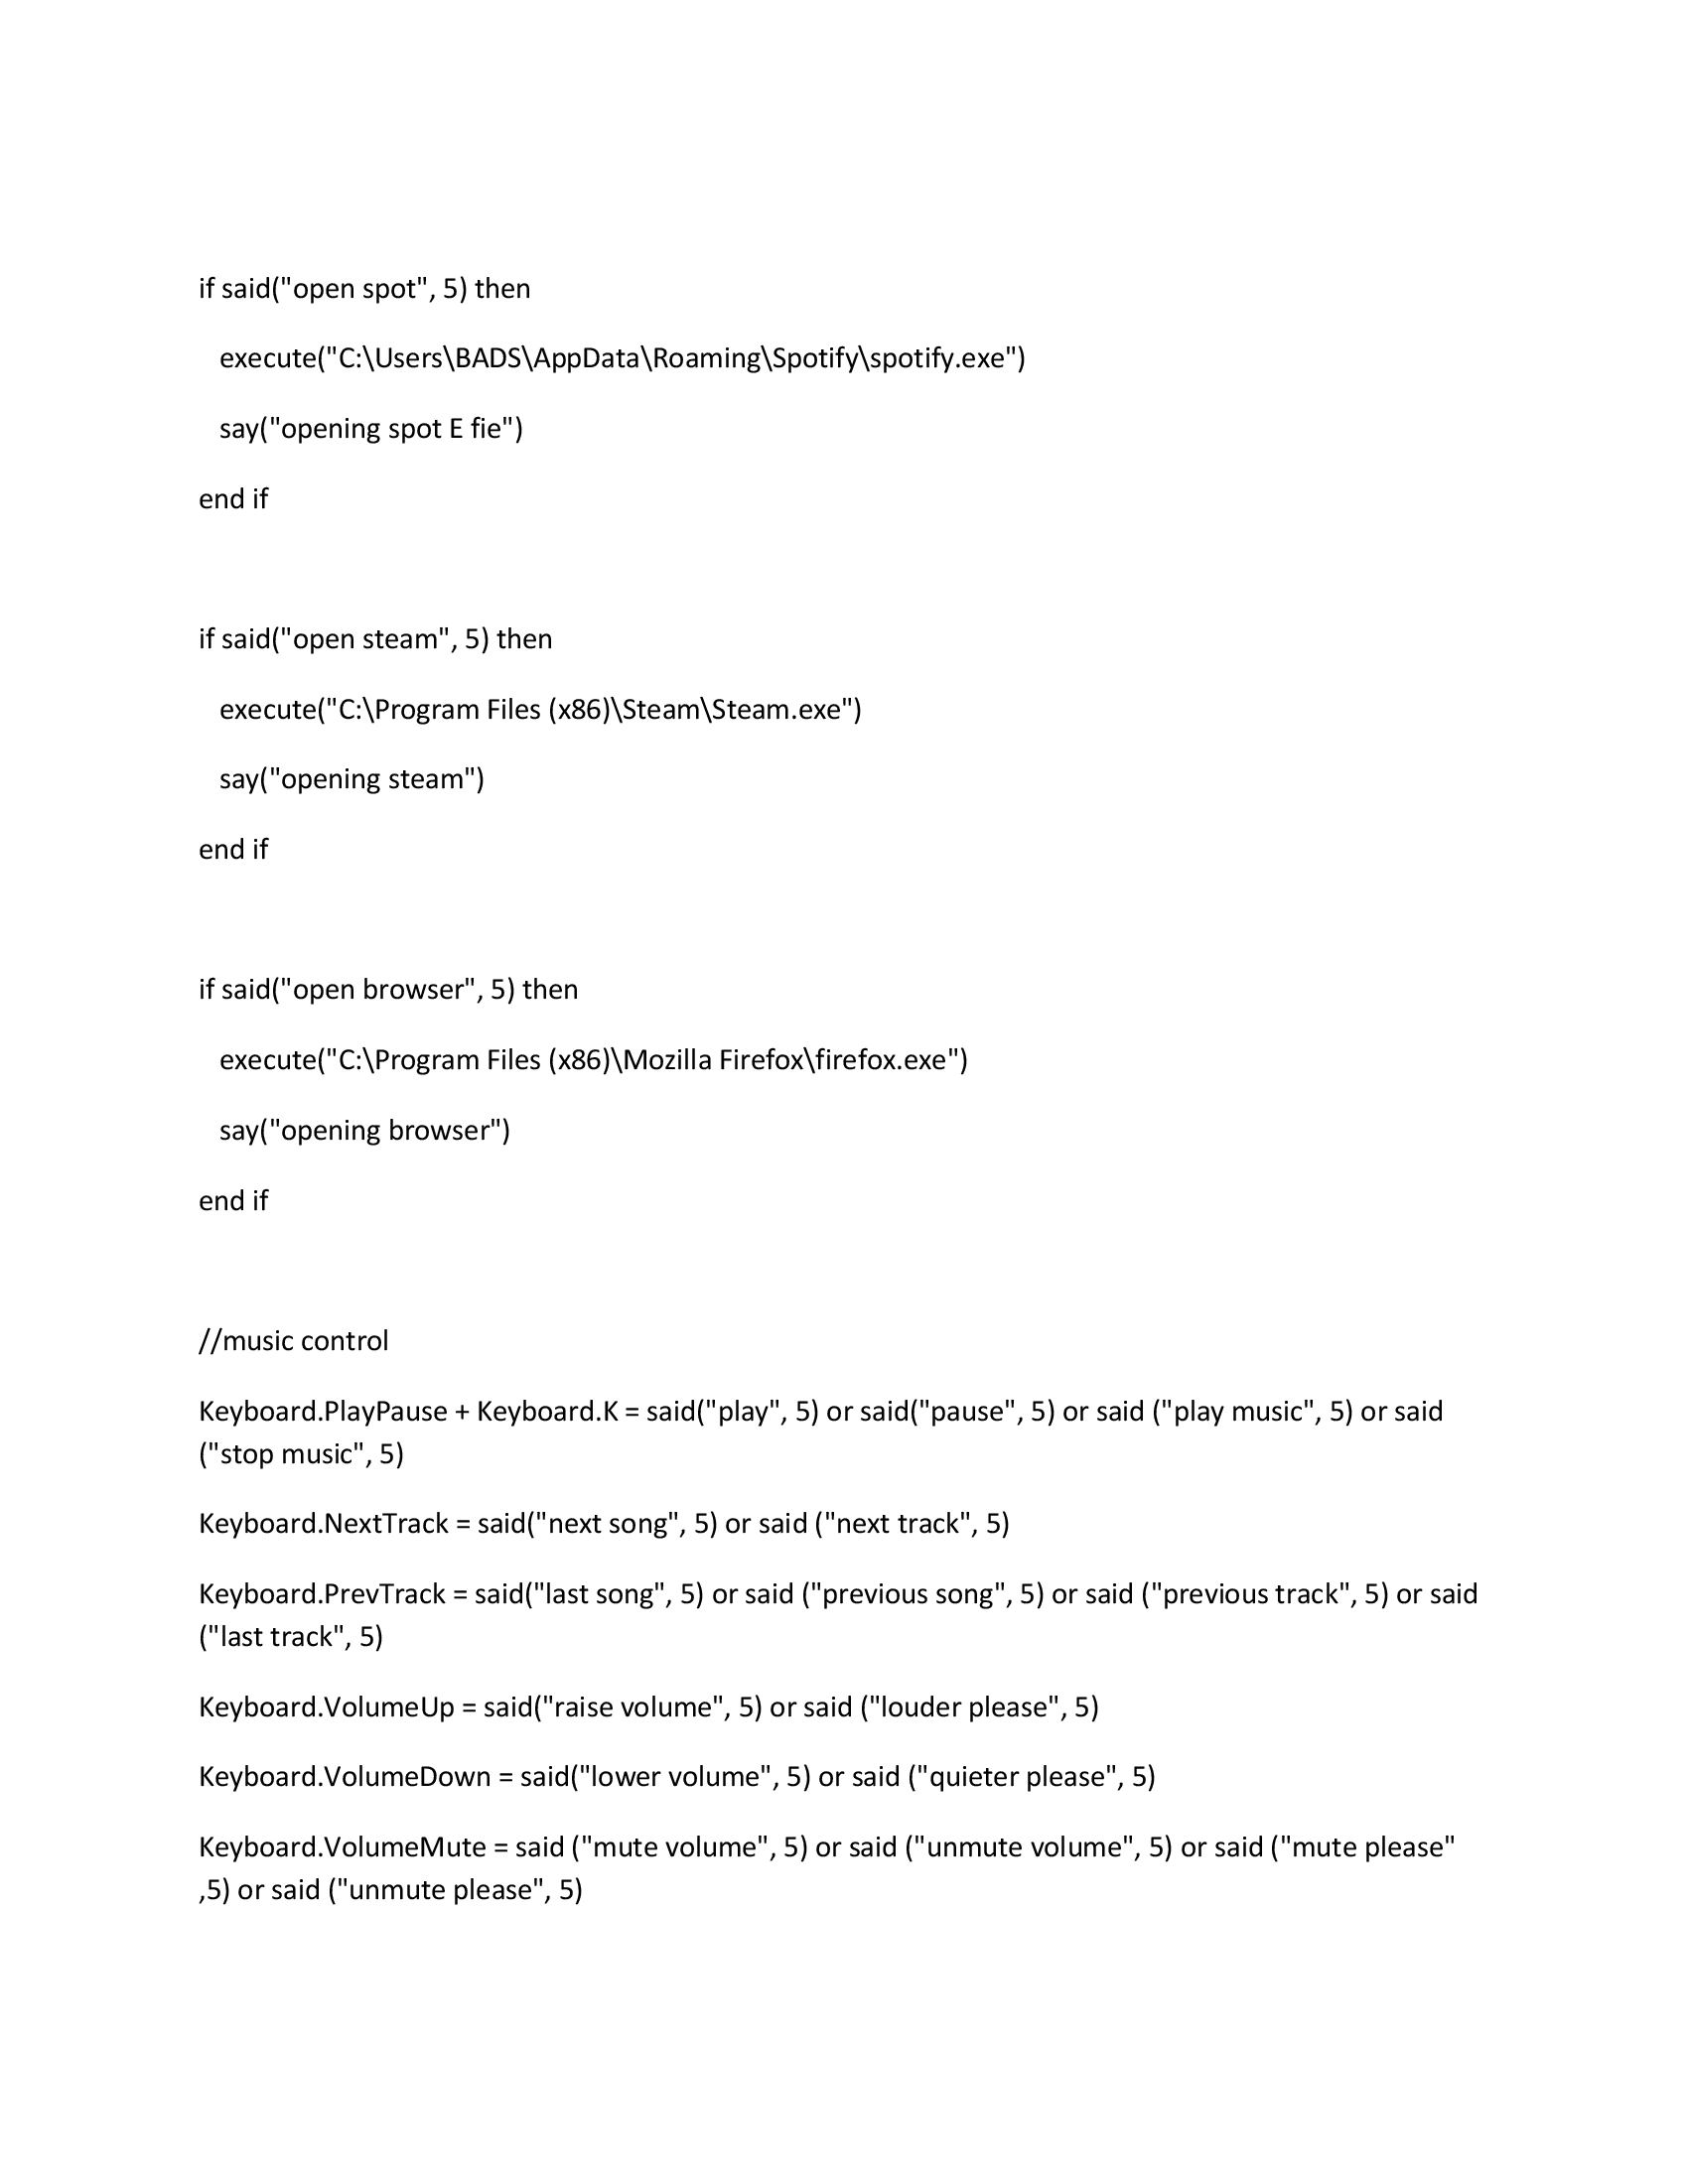 if said("open spot", 5) then
execute("C:\Users\BADS\AppData\Roaming\Spotify\spotify.exe")
say("opening spot E fie")
end if
if said("open steam", 5) then
execute("C:\Program Files (x86)\Steam\Steam.exe")
say("opening steam")
end if
if said("open browser", 5) then
execute("C:\Program Files (x86)\Mozilla Firefox\firefox.exe")
say("opening browser")
end if
//music control
Keyboard.PlayPause + Keyboard.K = said("play", 5) or said("pause", 5) or said ("play music", 5) or said
("stop music", 5)
Keyboard.NextTrack = said("next song", 5) or said ("next track", 5)
Keyboard.PrevTrack = said("last song", 5) or said ("previous song", 5) or said ("previous track", 5) or said
("last track", 5)
Keyboard.VolumeUp = said("raise volume", 5) or said ("louder please", 5)
Keyboard.VolumeDown = said("lower volume", 5) or said ("quieter please", 5)
Keyboard.VolumeMute = said ("mute volume", 5) or said ("unmute volume", 5) or said ("mute please"
,5) or said ("unmute please", 5)